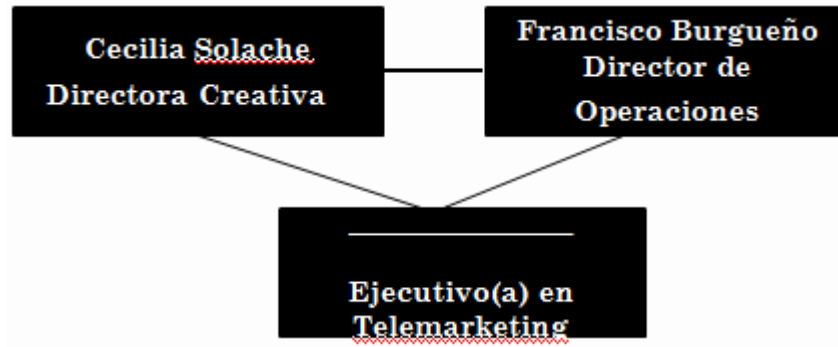 Cecilia Solache
Directora Creativa
Francisco Burgueño
Director de
Operaciones
Ejecutivo(a) en
Telemarketing